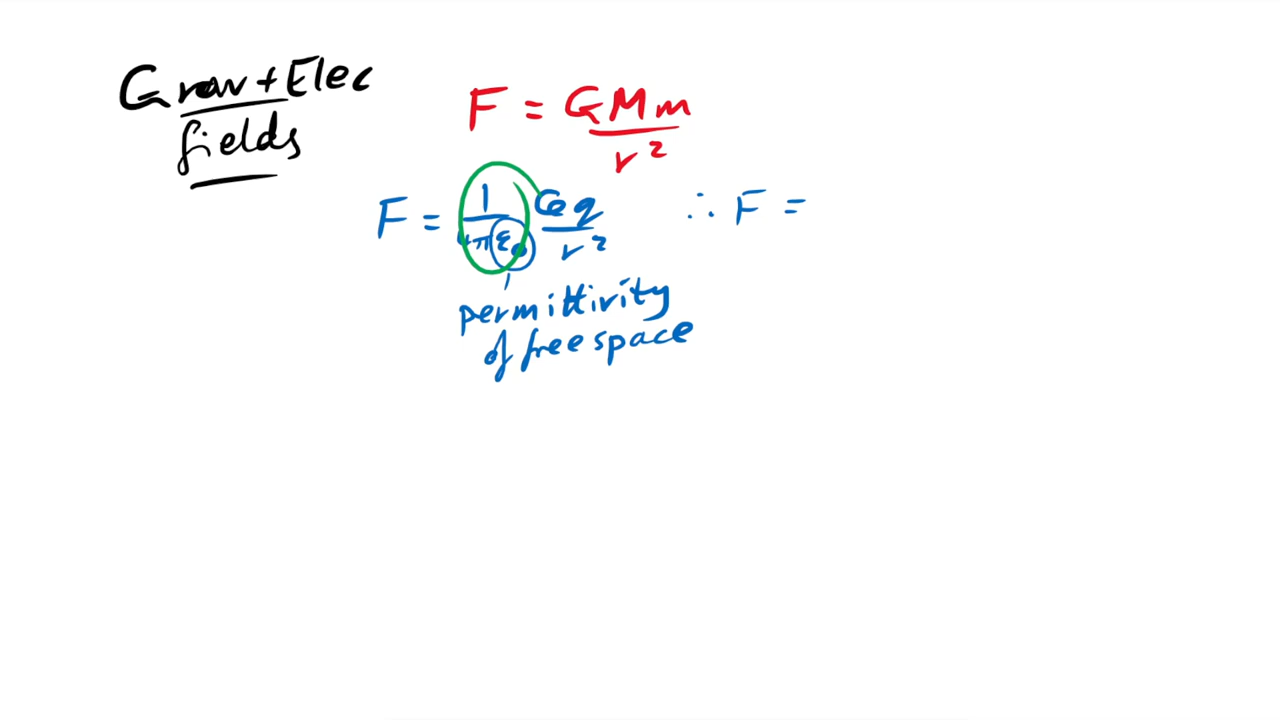 Grav + Elec
fields
F = GMm / r²
F = 1 / 4πε₀ Qq / r² ∴ F =
permittivity
of free space